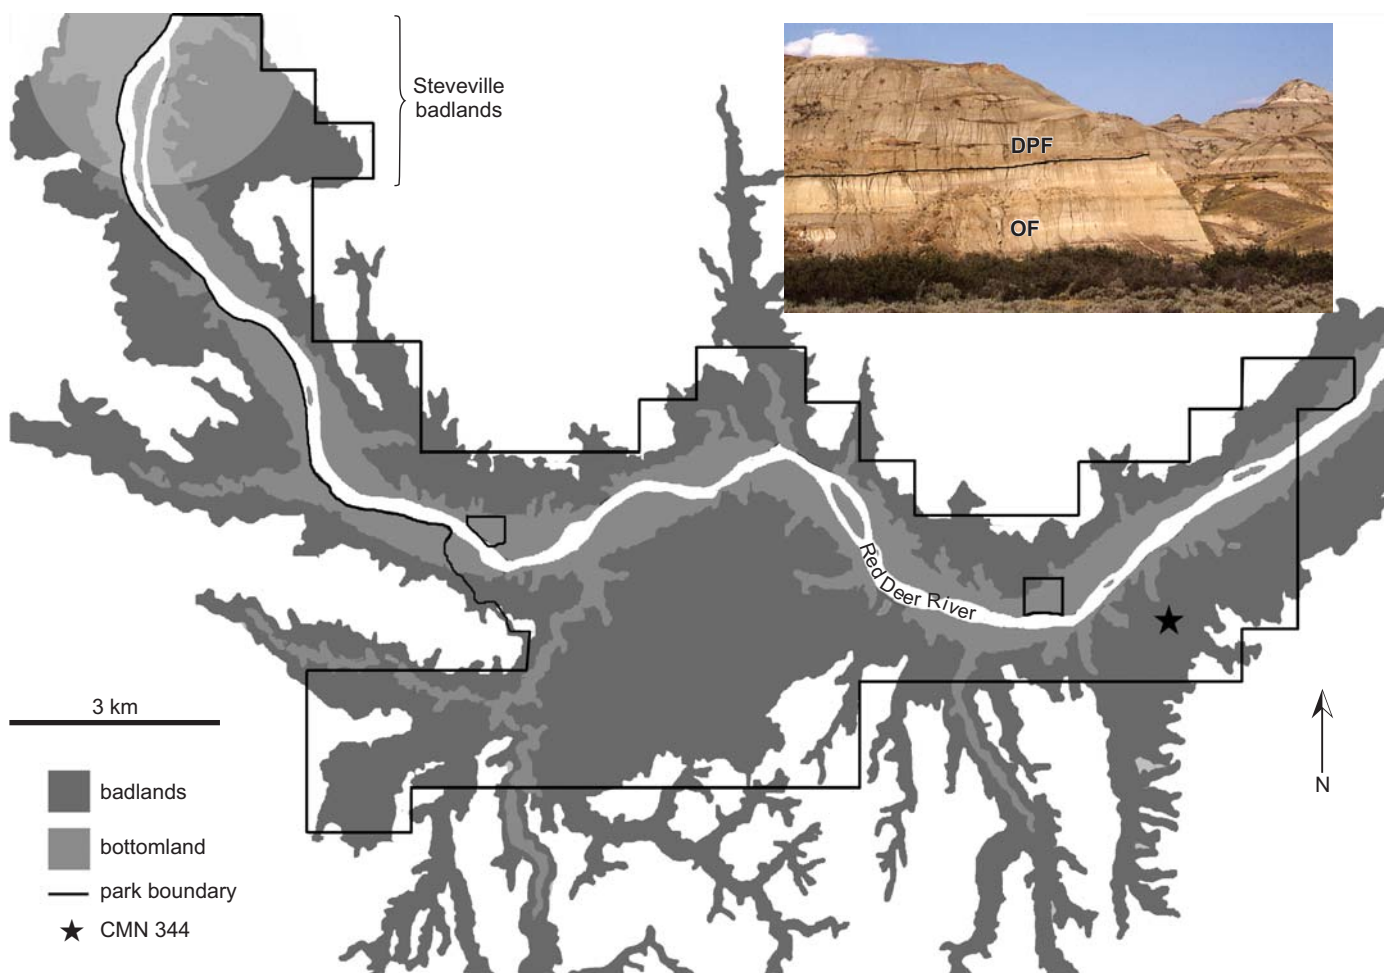 Steveville
badlands
DPF
OF
Red Deer River
3 km
N
badlands
bottomland
park boundary
CMN 344